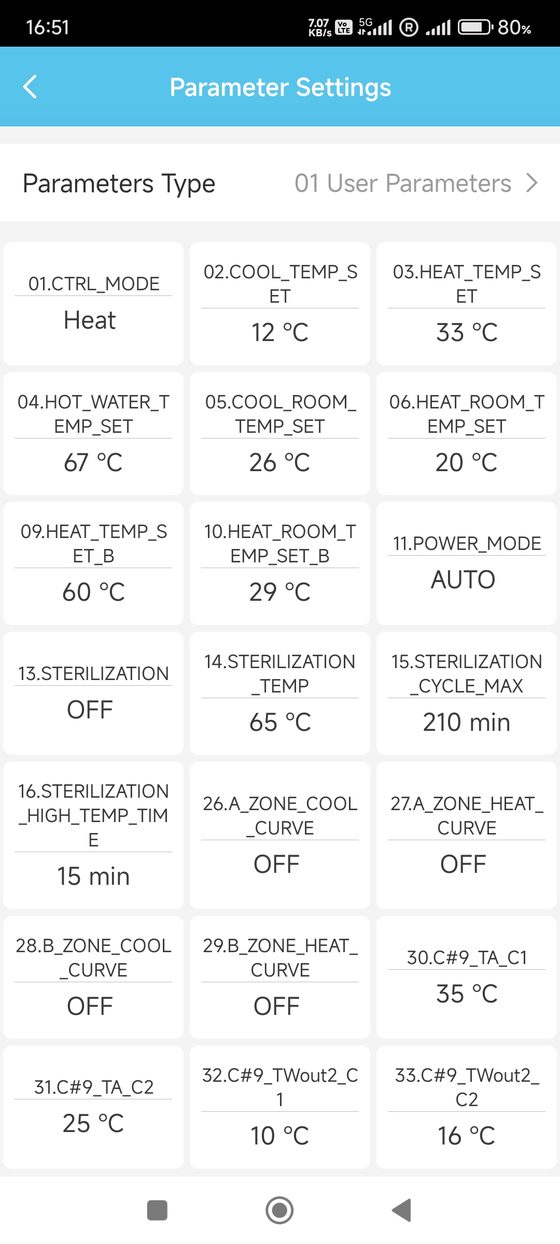 16:51
7.07 KB/s Vo LTE 5G R 80%
Parameter Settings
Parameters Type 01 User Parameters
01.CTRL_MODE
Heat
02.COOL_TEMP_S
ET
12 °C
03.HEAT_TEMP_S
ET
33 °C
04.HOT_WATER_T
EMP_SET
67 °C
05.COOL_ROOM_
TEMP_SET
26 °C
06.HEAT_ROOM_T
EMP_SET
20 °C
09.HEAT_TEMP_S
ET_B
60 °C
10.HEAT_ROOM_T
EMP_SET_B
29 °C
11.POWER_MODE
AUTO
13.STERILIZATION
OFF
14.STERILIZATION
_TEMP
65 °C
15.STERILIZATION
_CYCLE_MAX
210 min
16.STERILIZATION
_HIGH_TEMP_TIM
E
15 min
26.A_ZONE_COOL
_CURVE
OFF
27.A_ZONE_HEAT_
CURVE
OFF
28.B_ZONE_COOL
_CURVE
OFF
29.B_ZONE_HEAT_
CURVE
OFF
30.C#9_TA_C1
35 °C
31.C#9_TA_C2
25 °C
32.C#9_TWout2_C
1
10 °C
33.C#9_TWout2_
C2
16 °C